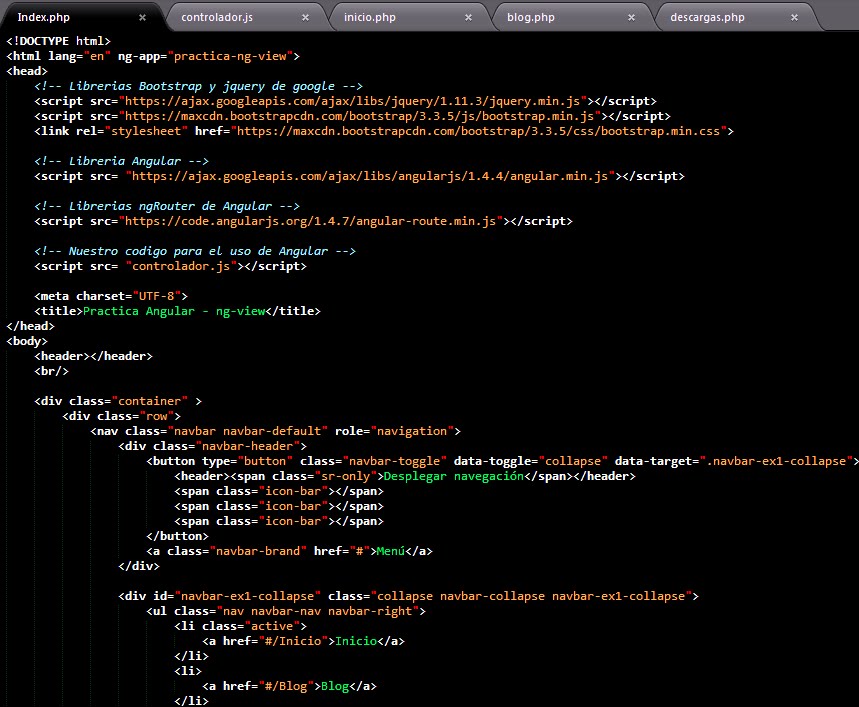 Index.php × controlador.js × inicio.php × blog.php × descargas.php ×
<!DOCTYPE html>
<html lang="en" ng-app="practica-ng-view">
<head>
<!-- Librerias Bootstrap y jquery de google -->
<script src="https://ajax.googleapis.com/ajax/libs/jquery/1.11.3/jquery.min.js"></script>
<script src="https://maxcdn.bootstrapcdn.com/bootstrap/3.3.5/js/bootstrap.min.js"></script>
<link rel="stylesheet" href="https://maxcdn.bootstrapcdn.com/bootstrap/3.3.5/css/bootstrap.min.css">
<!-- Libreria Angular -->
<script src= "https://ajax.googleapis.com/ajax/libs/angularjs/1.4.4/angular.min.js"></script>
<!-- Librerias ngRouter de Angular -->
<script src="https://code.angularjs.org/1.4.7/angular-route.min.js"></script>
<!-- Nuestro codigo para el uso de Angular -->
<script src= "controlador.js"></script>
<meta charset="UTF-8">
<title>Practica Angular - ng-view</title>
</head>
<body>
<header></header>
<br/>
<div class="container" >
<div class="row">
<nav class="navbar navbar-default" role="navigation">
<div class="navbar-header">
<button type="button" class="navbar-toggle" data-toggle="collapse" data-target=".navbar-ex1-collapse">
<header><span class="sr-only">Desplegar navegación</span></header>
<span class="icon-bar"></span>
<span class="icon-bar"></span>
<span class="icon-bar"></span>
</button>
<a class="navbar-brand" href="#">Menú</a>
</div>
<div id="navbar-ex1-collapse" class="collapse navbar-collapse navbar-ex1-collapse">
<ul class="nav navbar-nav navbar-right">
<li class="active">
<a href="#/Inicio">Inicio</a>
</li>
<li>
<a href="#/Blog">Blog</a>
</li>